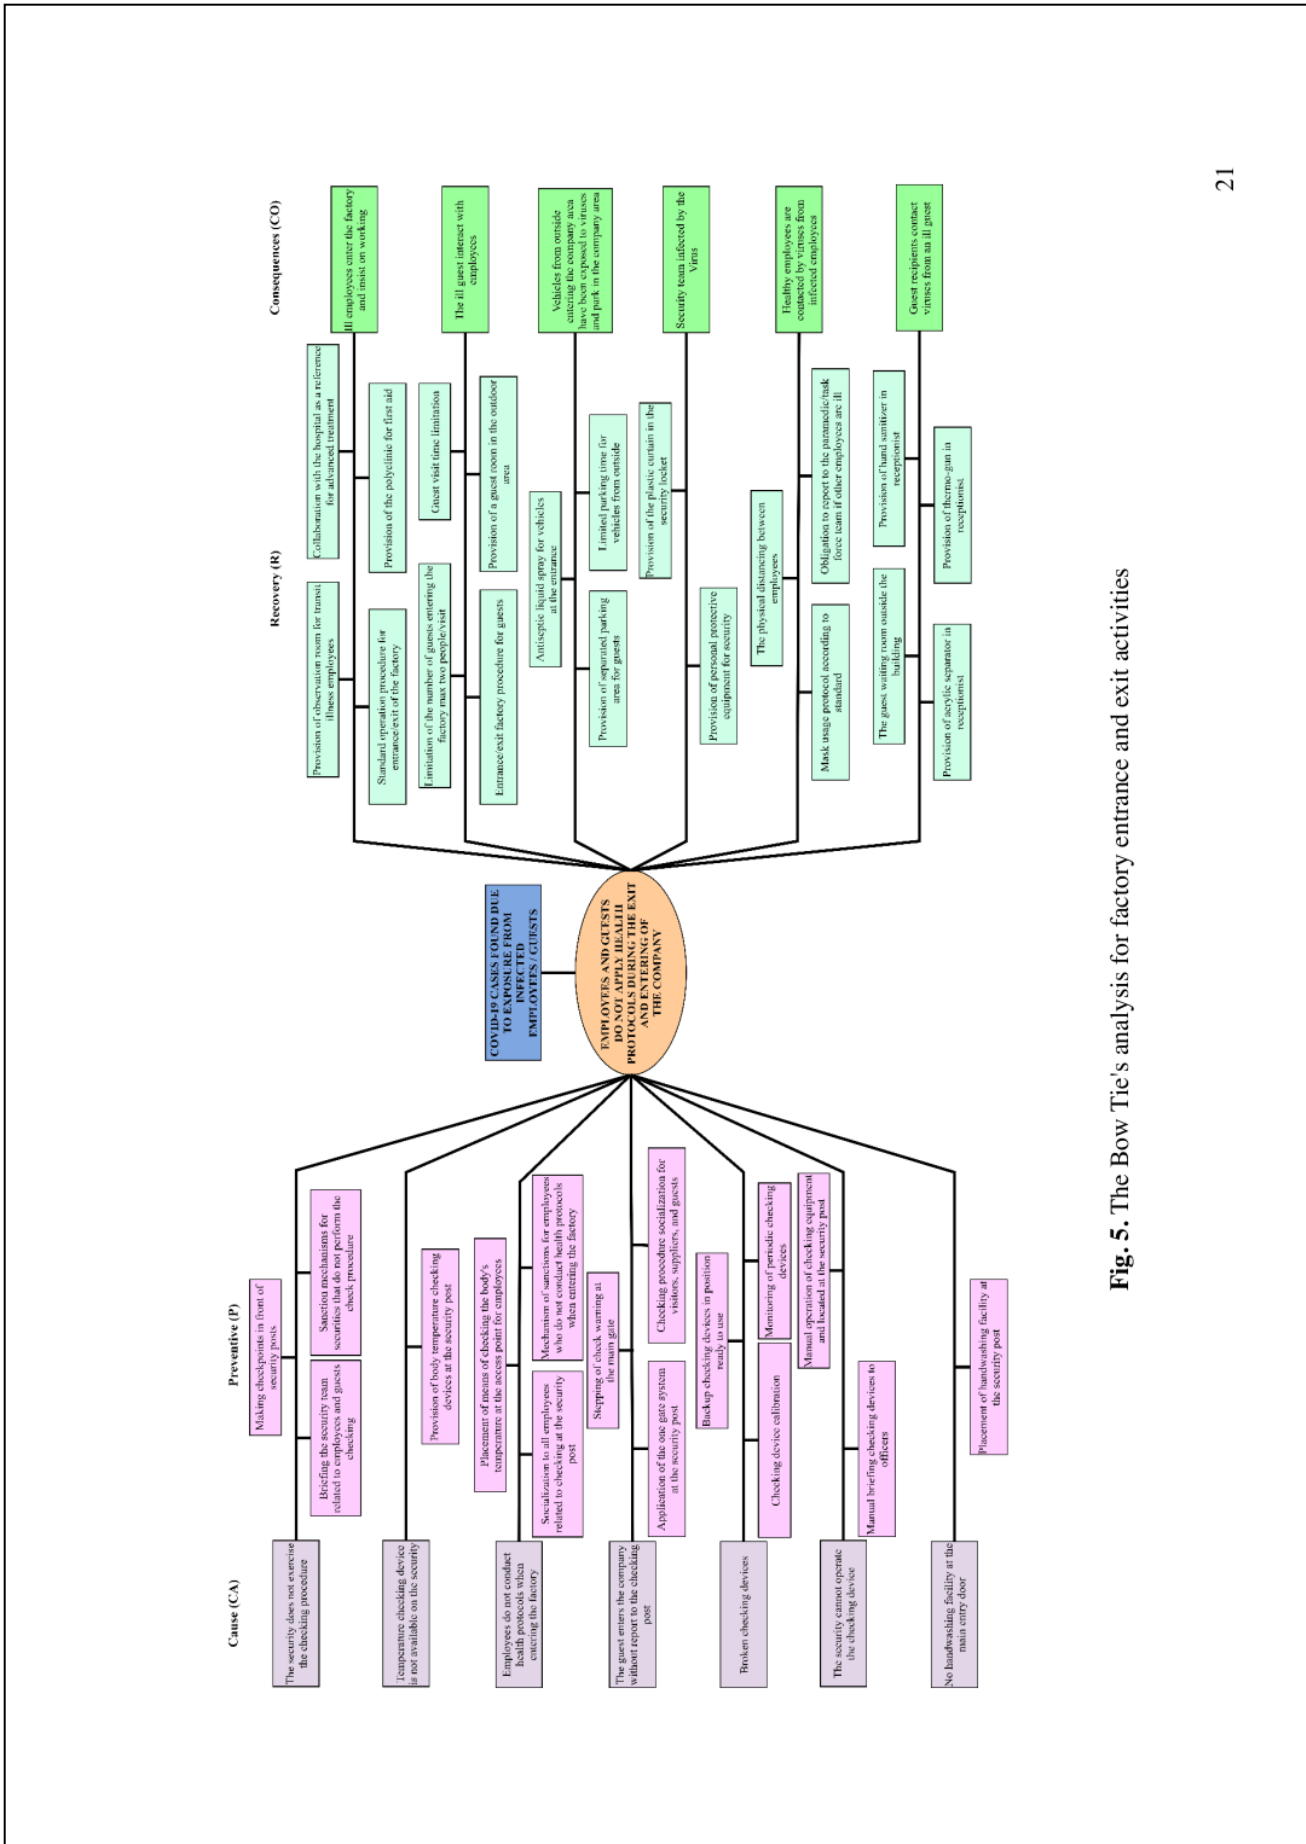 Cause (CA)
Preventive (P)
Recovery (R)
Consequences (CO)
The security does not exercise
the checking procedure
Making checkpoints in front of
security posts
Briefing the security team
related to employees and guests
checking
Sanction mechanisms for
securities that do not perform the
check procedure
Temperature checking device
is not available on the security
Provision of body temperature checking
devices at the security post
Employees do not conduct
health protocols when
entering the factory
Placement of means of checking the body's
temperature at the access point for employees
Socialization to all employees
related to checking at the security
post
Mechanism of sanctions for employees
who do not conduct health protocols
when entering the factory
The guest enters the company
without report to the checking
post
Stepping of check warning at
the main gate
Application of the one gate system
at the security post
Checking procedure socialization for
visitors, suppliers, and guests
Broken checking devices
Backup checking devices in position
ready to use
Checking device calibration
Monitoring of periodic checking
devices
The security cannot operate
the checking device
Manual operation of checking equipment
and located at the security post
Manual briefing checking devices to
officers
No handwashing facility at the
main entry door
Placement of handwashing facility at
the security post
COVID-19 CASES FOUND DUE
TO EXPOSURE FROM
INFECTED
EMPLOYEES / GUESTS
EMPLOYEES AND GUESTS
DO NOT APPLY HEALTH
PROTOCOLS DURING THE EXIT
AND ENTERING OF
THE COMPANY
Provision of observation room for transit
illness employees
Collaboration with the hospital as a reference
for advanced treatment
Standard operation procedure for
entrance/exit of the factory
Provision of the polyclinic for first aid
Ill employees enter the factory
and insist on working
Limitation of the number of guests entering the
factory max two people/visit
Guest visit time limitation
Entrance/exit factory procedure for guests
Provision of a guest room in the outdoor
area
The ill guest interact with
employees
Antiseptic liquid spray for vehicles
at the entrance
Provision of separated parking
area for guests
Limited parking time for
vehicles from outside
Vehicles from outside
entering the company area
have been exposed to viruses
and park in the company area
Provision of the plastic curtain in the
security locket
Provision of personal protective
equipment for security
Security team infected by the
Virus
The physical distancing between
employees
Mask usage protocol according to
standard
Obligation to report to the paramedic/task
force team if other employees are ill
Healthy employees are
contacted by viruses from
infected employees
The guest waiting room outside the
building
Provision of hand sanitizer in
receptionist
Provision of acrylic separator in
receptionist
Provision of thermo-gun in
receptionist
Guest recipients contact
viruses from an ill guest
Fig. 5. The Bow Tie's analysis for factory entrance and exit activities
21